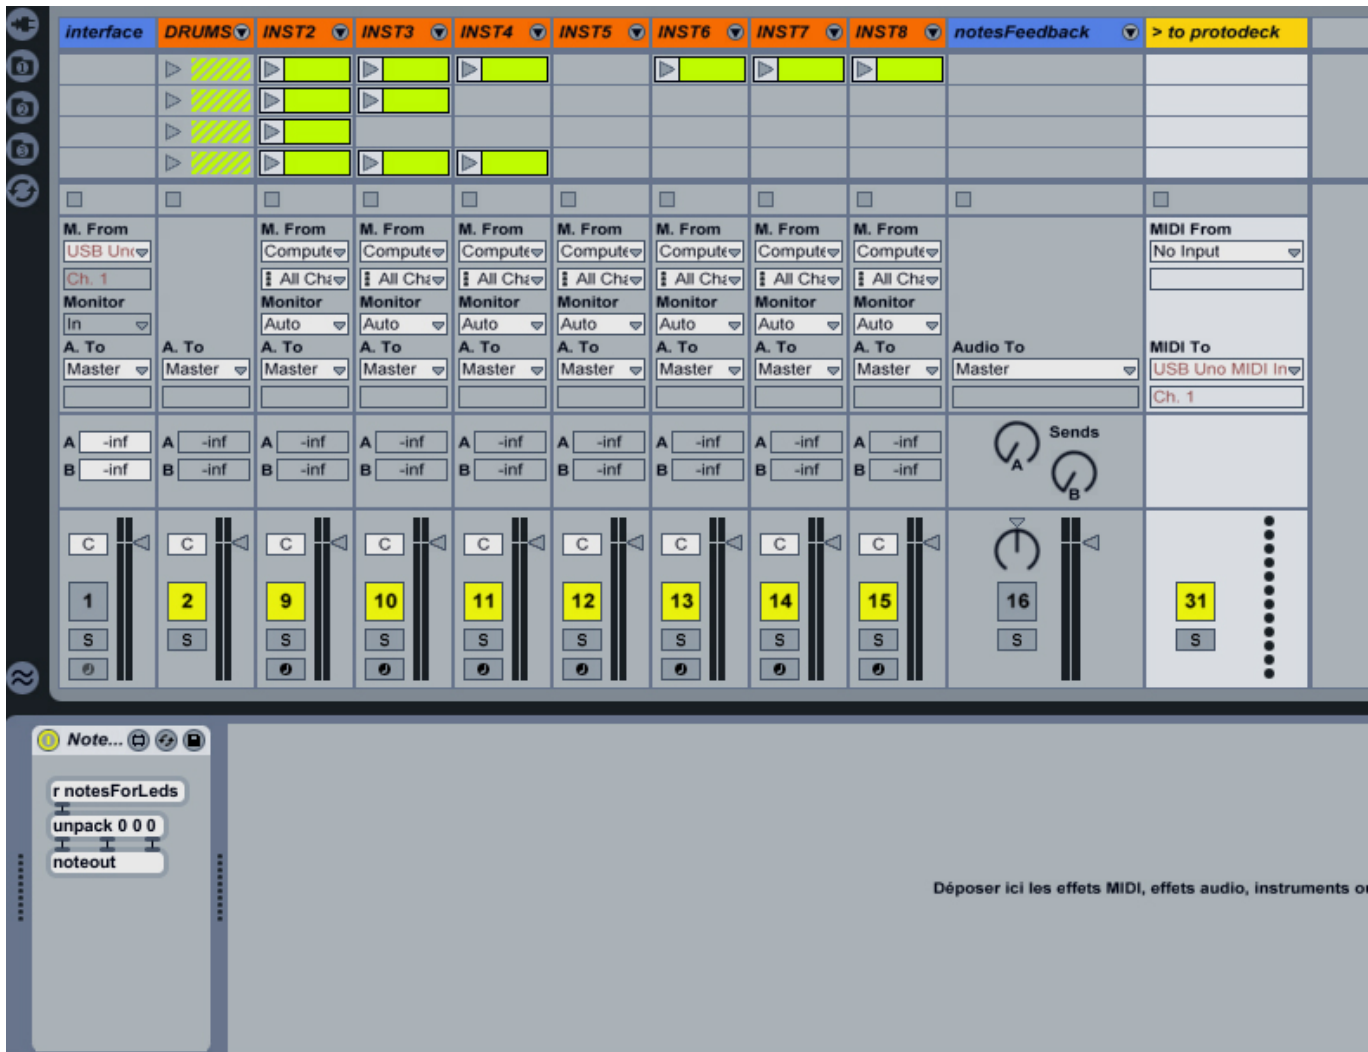 interface DRUMS INST2 INST3 INST4 INST5 INST6 INST7 INST8 notesFeedback > to protodeck
M. From M. From M. From M. From M. From M. From M. From M. From MIDI From
USB Uno Compute Compute Compute Compute Compute Compute Compute No Input
Ch. 1 All Cha All Cha All Cha All Cha All Cha All Cha All Cha
Monitor Monitor Monitor Monitor Monitor Monitor Monitor Monitor
In Auto Auto Auto Auto Auto Auto Auto
A. To A. To A. To A. To A. To A. To A. To A. To A. To Audio To MIDI To
Master Master Master Master Master Master Master Master Master Master USB Uno MIDI In
Ch. 1
A -inf A -inf A -inf A -inf A -inf A -inf A -inf A -inf A -inf A Sends
B -inf B -inf B -inf B -inf B -inf B -inf B -inf B -inf B -inf B
C C C C C C C C C
1 2 9 10 11 12 13 14 15 16 31
S S S S S S S S S S S
Note...
r notesForLeds
unpack 0 0 0
noteout
Déposer ici les effets MIDI, effets audio, instruments ou